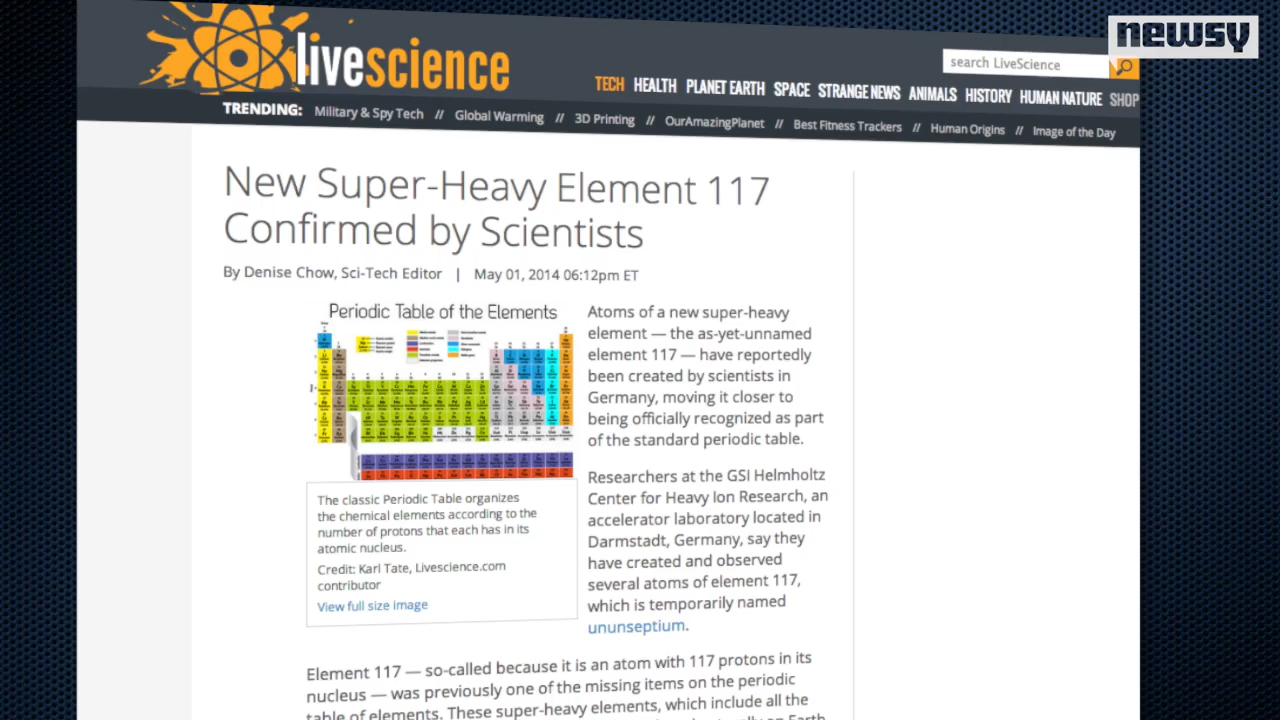 newsy
livescience
search LiveScience
TECH HEALTH PLANET EARTH SPACE STRANGE NEWS ANIMALS HISTORY HUMAN NATURE SHOP
TRENDING: Military & Spy Tech // Global Warming // 3D Printing // OurAmazingPlanet // Best Fitness Trackers // Human Origins // Image of the Day
New Super-Heavy Element 117
Confirmed by Scientists
By Denise Chow, Sci-Tech Editor | May 01, 2014 06:12pm ET
Periodic Table of the Elements
The classic Periodic Table organizes
the chemical elements according to the
number of protons that each has in its
atomic nucleus.
Credit: Karl Tate, Livescience.com
contributor
View full size image
Atoms of a new super-heavy
element — the as-yet-unnamed
element 117 — have reportedly
been created by scientists in
Germany, moving it closer to
being officially recognized as part
of the standard periodic table.
Researchers at the GSI Helmholtz
Center for Heavy Ion Research, an
accelerator laboratory located in
Darmstadt, Germany, say they
have created and observed
several atoms of element 117,
which is temporarily named
ununseptium.
Element 117 — so-called because it is an atom with 117 protons in its
nucleus — was previously one of the missing items on the periodic
table of elements. These super-heavy elements, which include all the